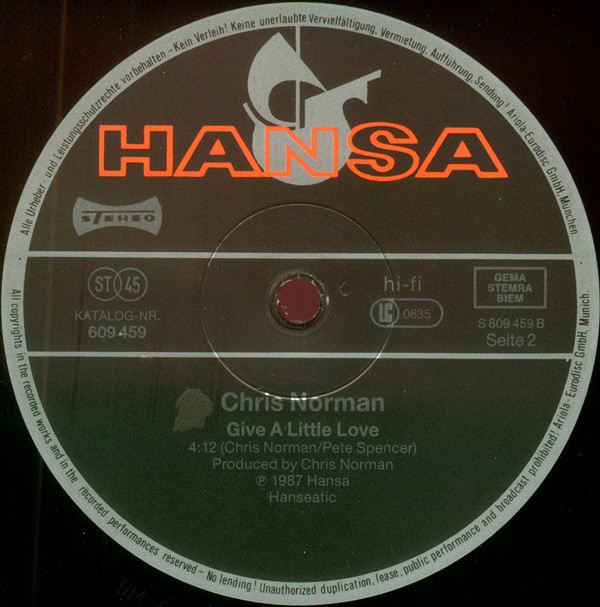 Alle Urheber- und Leistungsschutzrechte vorbehalten – Kein Verleih! Keine unerlaubte Vervielfältigung, Vermietung, Aufführung, Sendung! Ariola-Eurodisc GmbH, München.
HANSA
STEREO
ST 45
KATALOG-NR.
609 459
hi-fi
LC 0835
GEMA
STEMRA
BIEM
S 609 459 B
Seite 2
Chris Norman
Give A Little Love
4:12 (Chris Norman/Pete Spencer)
Produced by Chris Norman
℗ 1987 Hansa
Hanseatic
All copyrights in the recorded works and in the recorded performances reserved – No lending! Unauthorized duplication, lease, public performance and broadcast prohibited! Ariola-Eurodisc GmbH, Munich.